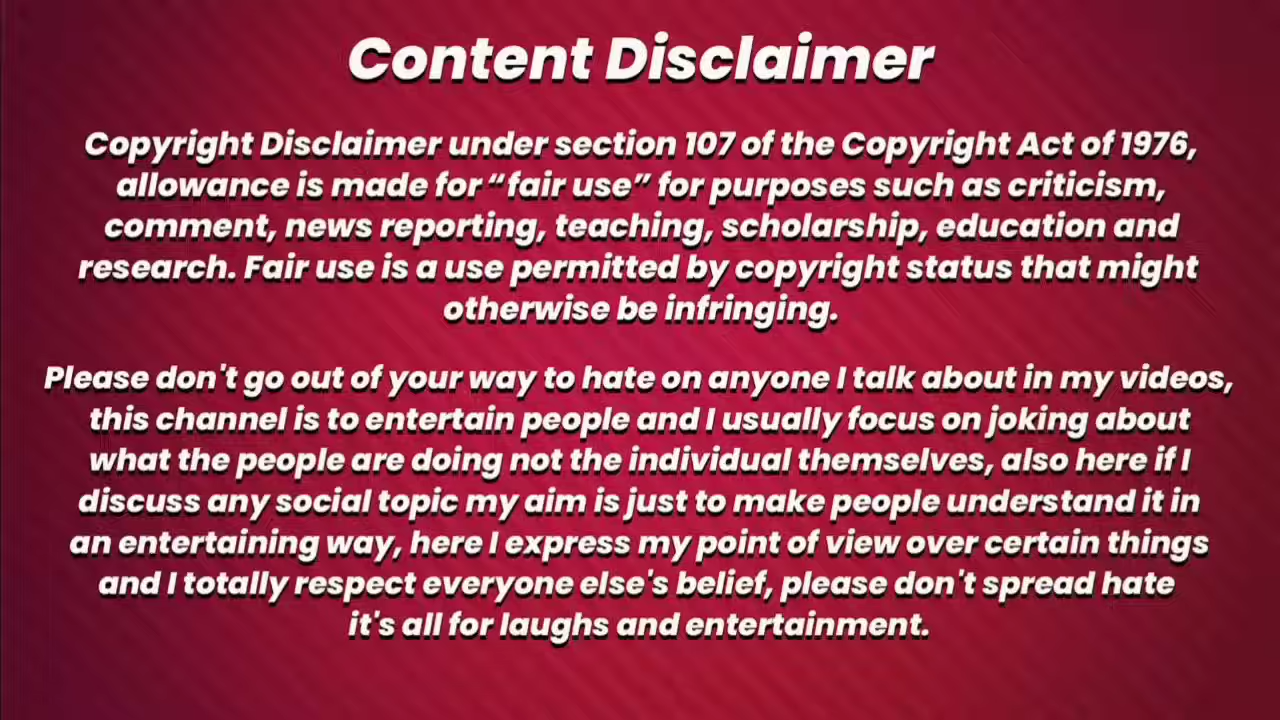 Content Disclaimer
Copyright Disclaimer under section 107 of the Copyright Act of 1976,
allowance is made for “fair use” for purposes such as criticism,
comment, news reporting, teaching, scholarship, education and
research. Fair use is a use permitted by copyright status that might
otherwise be infringing.
Please don't go out of your way to hate on anyone I talk about in my videos,
this channel is to entertain people and I usually focus on joking about
what the people are doing not the individual themselves, also here if I
discuss any social topic my aim is just to make people understand it in
an entertaining way, here I express my point of view over certain things
and I totally respect everyone else's belief, please don't spread hate
it's all for laughs and entertainment.